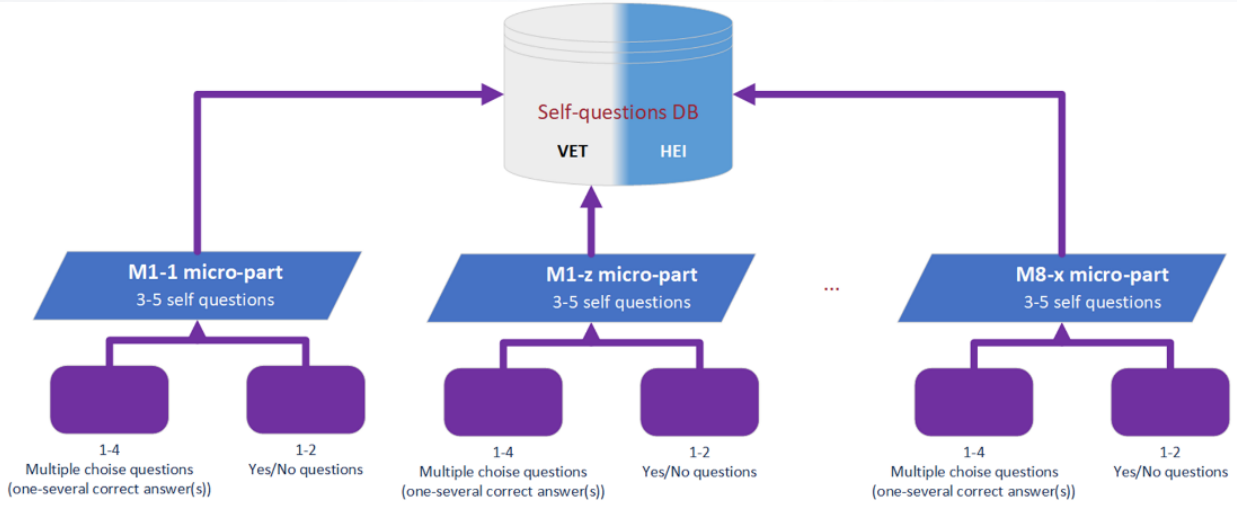 Self-questions DB
VET
HEI
M1-1 micro-part
3-5 self questions
M1-z micro-part
3-5 self questions
...
M8-x micro-part
3-5 self questions
1-4
Multiple choise questions
(one-several correct answer(s))
1-2
Yes/No questions
1-4
Multiple choise questions
(one-several correct answer(s))
1-2
Yes/No questions
1-4
Multiple choise questions
(one-several correct answer(s))
1-2
Yes/No questions